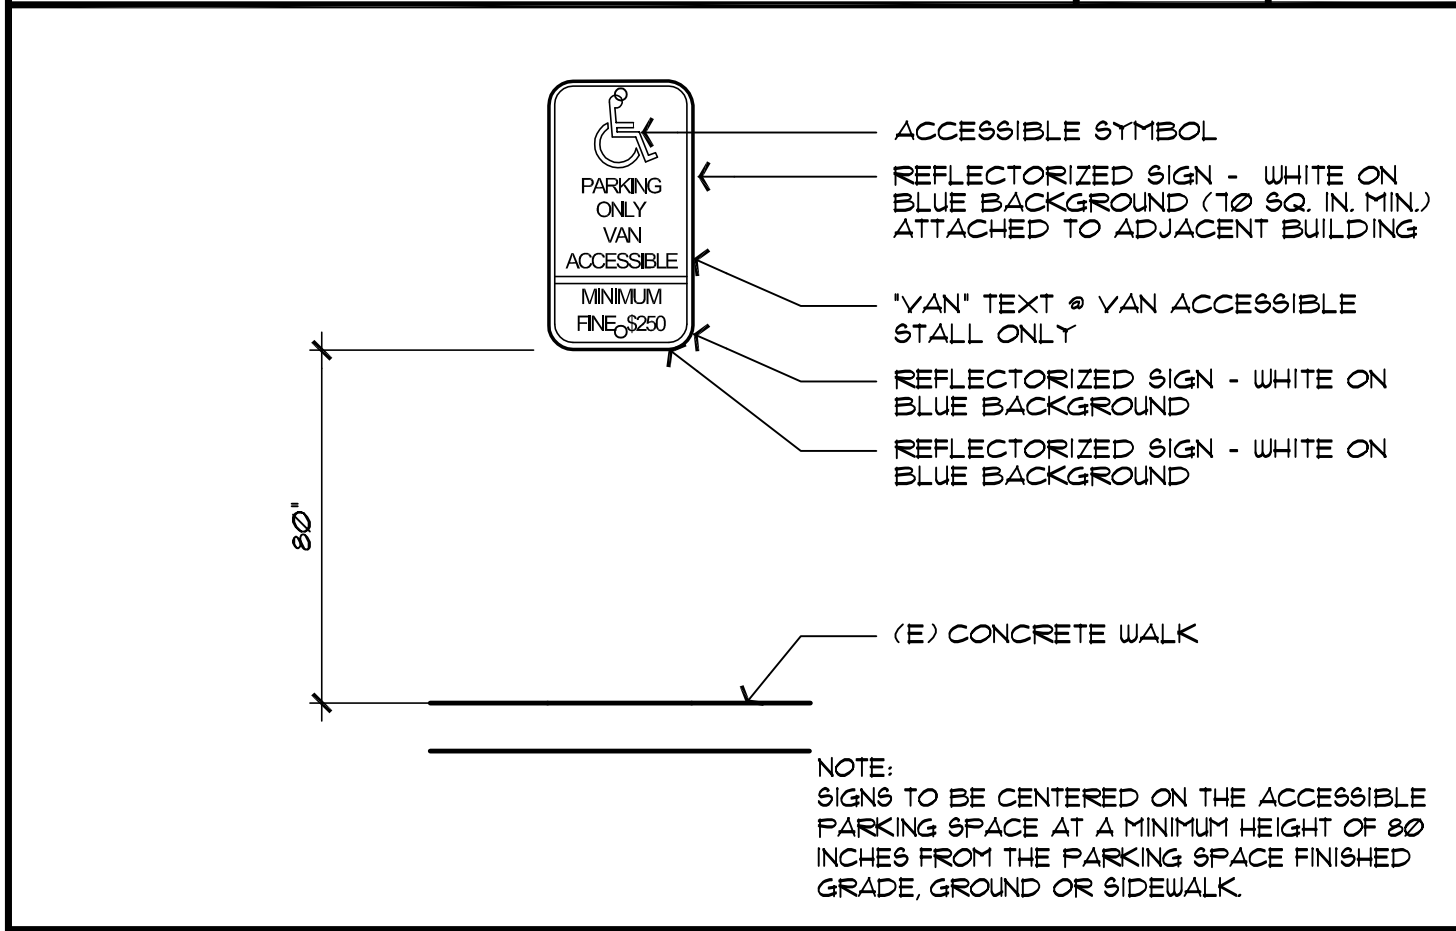 PARKING
ONLY
VAN
ACCESSIBLE
MINIMUM
FINE $250
ACCESSIBLE SYMBOL
REFLECTORIZED SIGN - WHITE ON
BLUE BACKGROUND (70 SQ. IN. MIN.)
ATTACHED TO ADJACENT BUILDING
"VAN" TEXT @ VAN ACCESSIBLE
STALL ONLY
REFLECTORIZED SIGN - WHITE ON
BLUE BACKGROUND
REFLECTORIZED SIGN - WHITE ON
BLUE BACKGROUND
80"
(E) CONCRETE WALK
NOTE:
SIGNS TO BE CENTERED ON THE ACCESSIBLE
PARKING SPACE AT A MINIMUM HEIGHT OF 80
INCHES FROM THE PARKING SPACE FINISHED
GRADE, GROUND OR SIDEWALK.